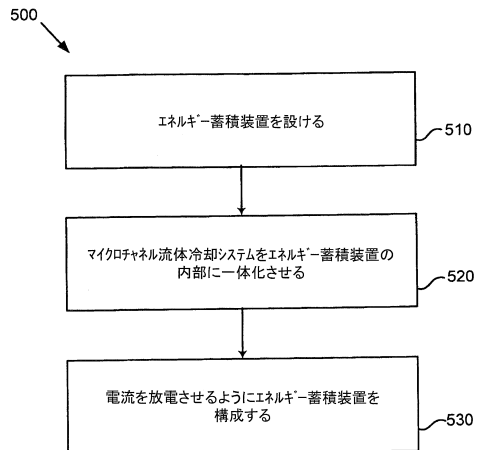 500
エネルギー蓄積装置を設ける
510
マイクロチャネル流体冷却システムをエネルギー蓄積装置の
内部に一体化させる
520
電流を放電させるようにエネルギー蓄積装置を
構成する
530